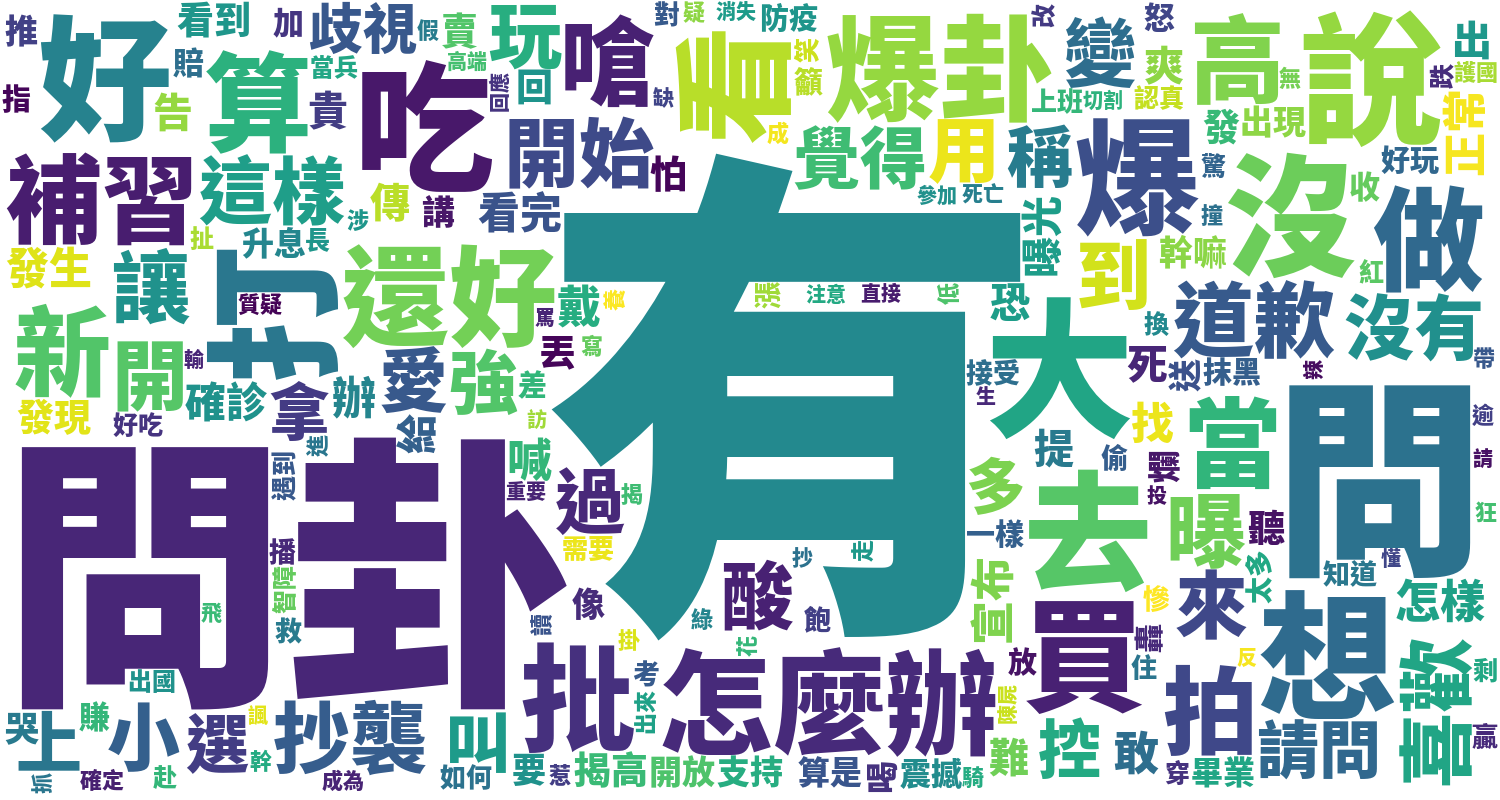 有
問卦
問
說
好
吃
看
爆卦
爆
沒
高
大
做
想
去
買
當
打
還好
算
嗆
玩
補習
這樣
讓
新
開
開始
覺得
用
稱
變
歧視
道歉
沒有
到
曝
曝光
怎麼辦
批
拍
來
喜歡
請問
怎樣
抄襲
選
小
上
叫
控
敢
難
支持
開放
揭高
算是
震撼
喝
畢業
穿
酸
過
喊
強
愛
給
拿
辦
確診
戴
丟
恐
多
提
找
宣布
像
飽
一樣
接受
死
送
抹黑
換
爛
偷
聽
知道
太多
慘
轟
住
放
反
剩
贏
推
看到
加
假
賣
賠
當兵
高端
回應
回
貴
告
指
對
疑
消失
防疫
笑
籲
缺
成
怕
改
怒
爽
出
跌
護國
無
上班
切割
認真
發
出現
正常
好玩
驚
收
撞
幹嘛
紅
參加
死亡
傳
講
看完
涉
扯
升息
長
發生
質疑
罵
養
寫
漲
注意
直接
低
輸
差
訪
發現
好吃
進
遇到
重要
揭
需要
播
智障
救
飛
讀
掛
綠
抄
走
花
考
出來
陳屍
出國
賺
哭
諷
幹
抓
確定
赴
成為
如何
要
惹
騎
生
投
懂
辣
帶
逾
請
狂